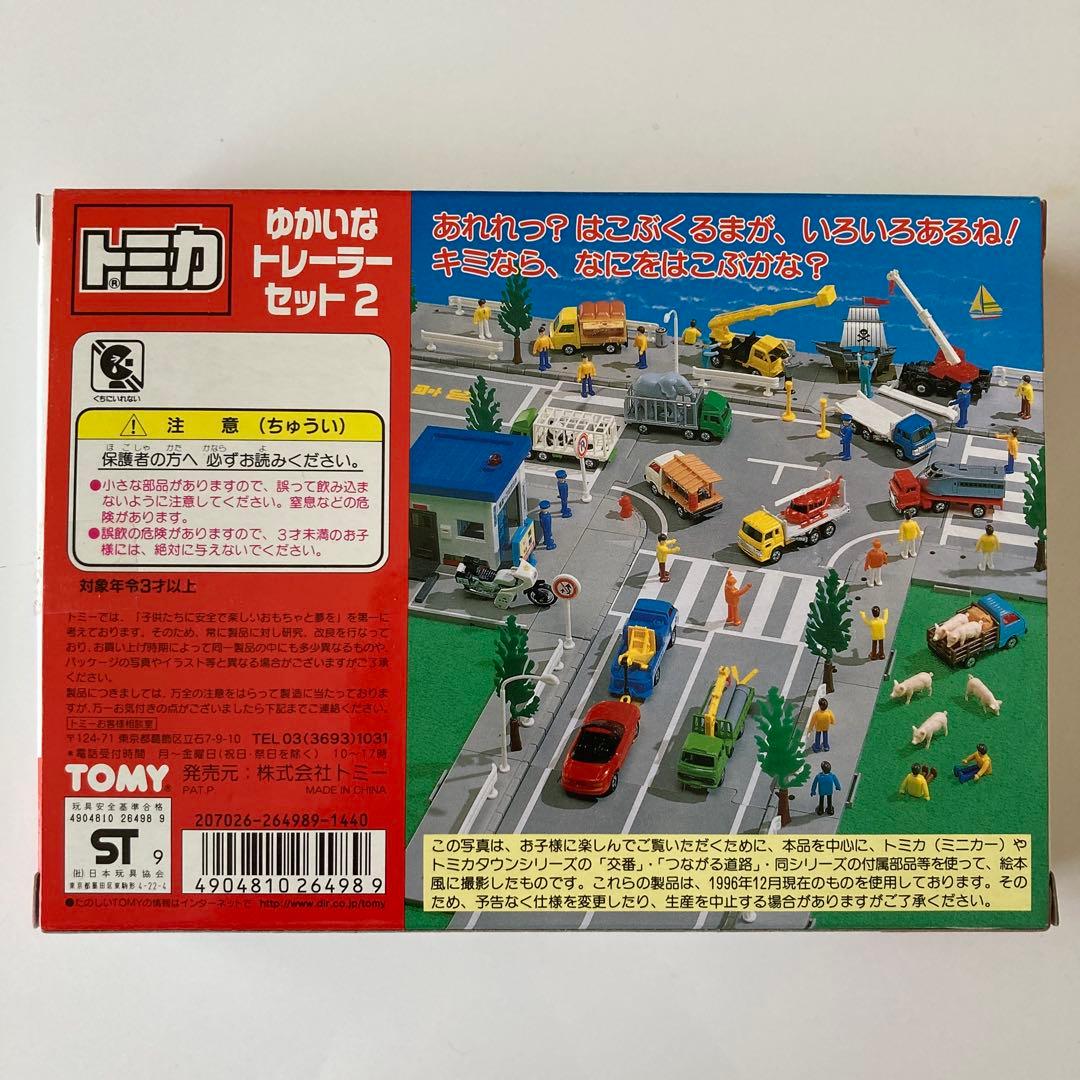 トミカ®
ゆかいな
トレーラー
セット2
くちにいれない
注 意 (ちゅうい)
ほごしゃ かた かなら よ
保護者の方へ 必ずお読みください。
●小さな部品がありますので、誤って飲み込ま
ないように注意してください。窒息などの危
険があります。
●誤飲の危険がありますので、3才未満のお子
様には、絶対に与えないでください。
対象年令3才以上
トミーでは、「子供たちに安全で楽しいおもちゃと夢を」を第一に
考えております。そのため、常に製品に対し研究、改良を行なって
おり、お買い上げ時期によって同一製品の中にも多少異なるものや、
パッケージの写真やイラスト等と異なる場合がございますがご了承
ください。
製品につきましては、万全の注意をはらって製造に当たっております
が、万一お気付きの点がございましたら下記までご連絡ください。
トミーお客様相談室
〒124-71 東京都葛飾区立石7-9-10 TEL03(3693)1031
*電話受付時間 月~金曜日(祝日・祭日を除く) 10~17時
TOMY® 発売元:株式会社トミー
PAT.P. MADE IN CHINA
玩具安全基準合格
4904810 26498 9
ST 9
(社)日本玩具協会
東京都墨田区東駒形4-22-4
207026-264989-1440
4904810 264989
●たのしいTOMYの情報はインターネットで http://www.dir.co.jp/tomy
あれれっ?はこぶくるまが、いろいろあるね!
キミなら、なにをはこぶかな?
この写真は、お子様に楽しんでご覧いただくために、本品を中心に、トミカ(ミニカー)や
トミカタウンシリーズの「交番」・「つながる道路」・同シリーズの付属部品等を使って、絵本
風に撮影したものです。これらの製品は、1996年12月現在のものを使用しております。そ
のため、予告なく仕様を変更したり、生産を中止する場合がありますがご了承ください。